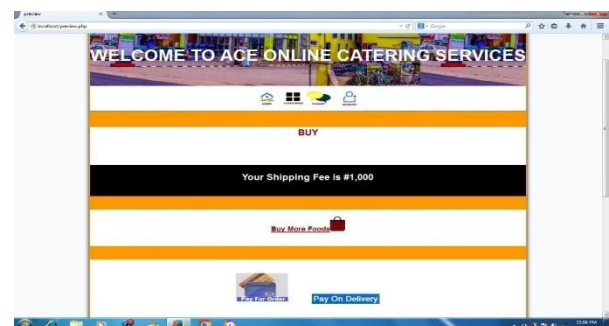 preview
localhost/preview.php
Google
WELCOME TO ACE ONLINE CATERING SERVICES
BUY
Your Shipping Fee is #1,000
Buy More Foods
Pay For Order
Pay On Delivery